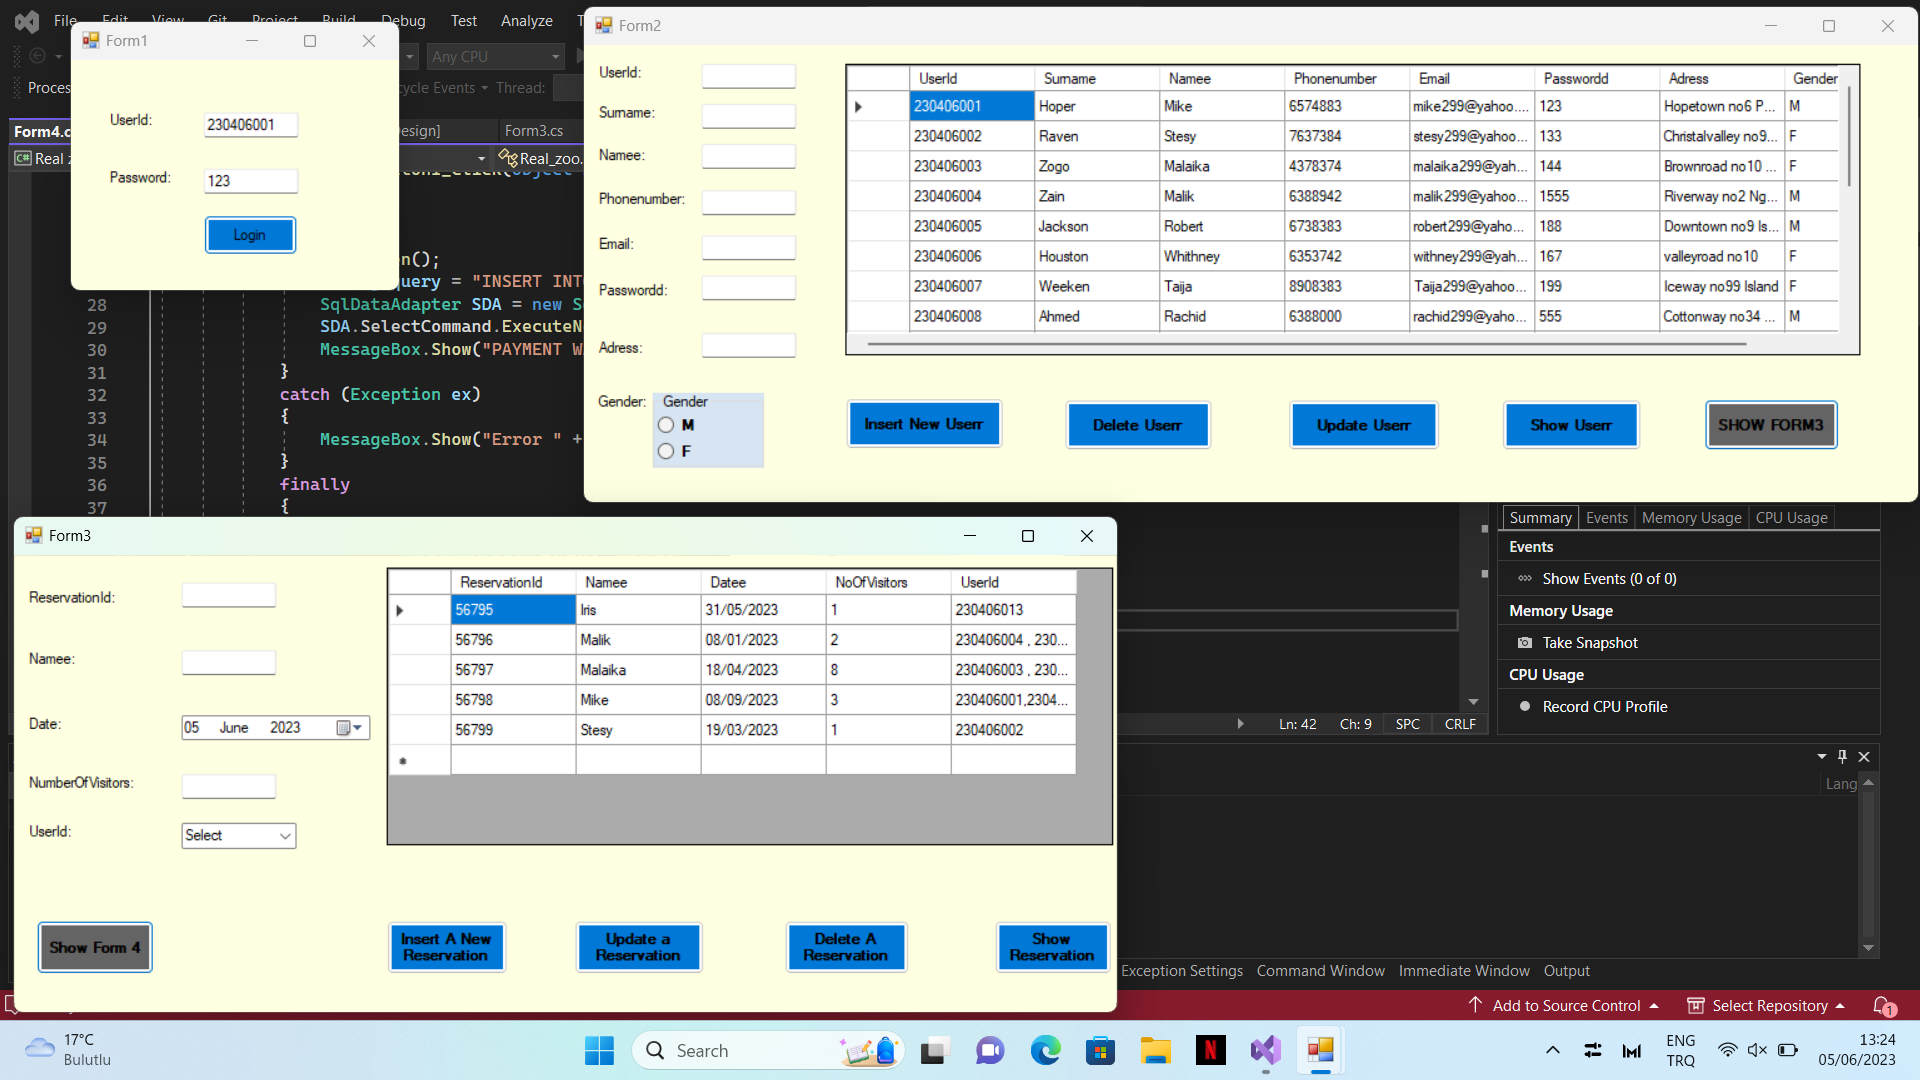 File Edit View Git Project Build Debug Test Analyze
Any CPU
Proces
cycle Events Thread:
Form4.c
esign] Form3.cs
C# Real z
Real_zoo.
Form1
UserId: 230406001
Password: 123
Login
en();
query = "INSERT INT
28 SqlDataAdapter SDA = new S
29 SDA.SelectCommand.ExecuteN
30 MessageBox.Show("PAYMENT W
31 }
32 catch (Exception ex)
33 {
34 MessageBox.Show("Error " +
35 }
36 finally
37 {
Form2
UserId:
Surname:
Namee:
Phonenumber:
Email:
Passwordd:
Adress:
Gender: Gender
M
F
UserId Surname Namee Phonenumber Email Passwordd Adress Gender
230406001 Hoper Mike 6574883 mike299@yahoo.... 123 Hopetown no6 P... M
230406002 Raven Stesy 7637384 stesy299@yahoo... 133 Christalvalley no9... F
230406003 Zogo Malaika 4378374 malaika299@yah... 144 Brownroad no10 ... F
230406004 Zain Malik 6388942 malik299@yahoo... 1555 Riverway no2 Ng... M
230406005 Jackson Robert 6738383 robert299@yaho... 188 Downtown no9 Is... M
230406006 Houston Whithney 6353742 withney299@yah... 167 valleyroad no10 F
230406007 Weeken Taija 8908383 Taija299@yahoo... 199 Iceway no99 Island F
230406008 Ahmed Rachid 6388000 rachid299@yaho... 555 Cottonway no34 ... M
Insert New Userr Delete Userr Update Userr Show Userr SHOW FORM3
Form3
ReservationId:
Namee:
Date: 05 June 2023
NumberOfVisitors:
UserId: Select
ReservationId Namee Datee NoOfVisitors UserId
56795 Iris 31/05/2023 1 230406013
56796 Malik 08/01/2023 2 230406004 , 230...
56797 Malaika 18/04/2023 8 230406003 , 230...
56798 Mike 08/09/2023 3 230406001,2304...
56799 Stesy 19/03/2023 1 230406002
Show Form 4
Insert A New
Reservation
Update a
Reservation
Delete A
Reservation
Show
Reservation
Summary Events Memory Usage CPU Usage
Events
Show Events (0 of 0)
Memory Usage
Take Snapshot
CPU Usage
Record CPU Profile
Ln: 42 Ch: 9 SPC CRLF
Lang
Exception Settings Command Window Immediate Window Output
Add to Source Control Select Repository 1
17°C
Bulutlu
Search
N
ENG
TRQ
13:24
05/06/2023